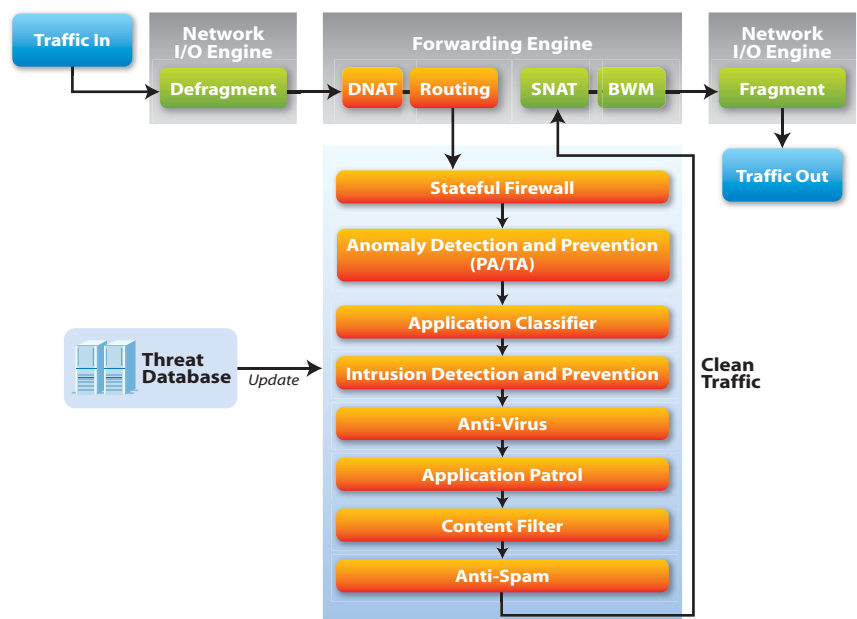 Traffic In
Network
I/O Engine
Defragment
Forwarding Engine
DNAT
Routing
SNAT
BWM
Network
I/O Engine
Fragment
Traffic Out
Stateful Firewall
Anomaly Detection and Prevention
(PA/TA)
Application Classifier
Intrusion Detection and Prevention
Anti-Virus
Application Patrol
Content Filter
Anti-Spam
Threat
Database
Update
Clean
Traffic